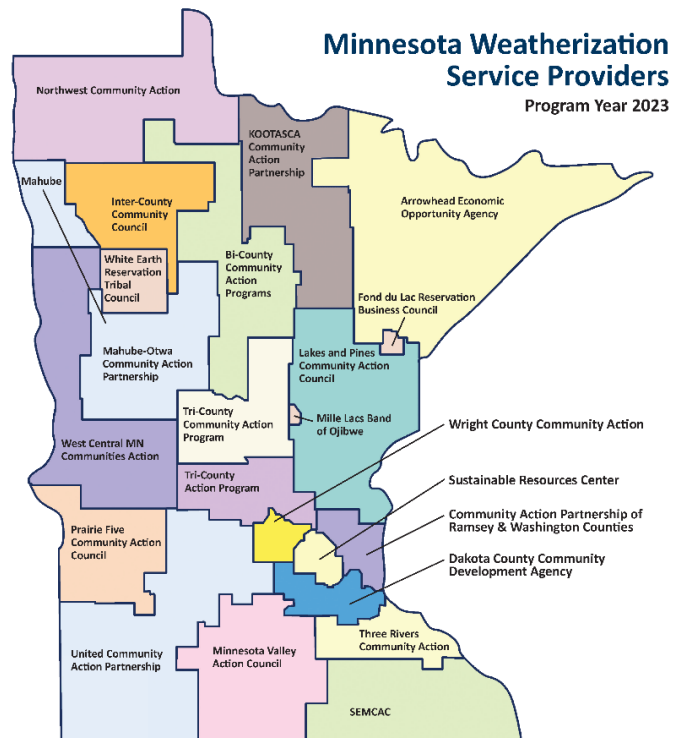 Minnesota Weatherization
Service Providers
Program Year 2023
Northwest Community Action
KOOTASCA
Community
Action
Partnership
Mahube
Inter-County
Community
Council
Arrowhead Economic
Opportunity Agency
White Earth
Reservation
Tribal
Council
Bi-County
Community
Action
Programs
Fond du Lac Reservation
Business Council
Mahube-Otwa
Community Action
Partnership
Lakes and Pines
Community Action
Council
Tri-County
Community Action
Program
Mille Lacs Band
of Ojibwe
Wright County Community Action
West Central MN
Communities Action
Tri-County
Action Program
Sustainable Resources Center
Community Action Partnership of
Ramsey & Washington Counties
Prairie Five
Community Action
Council
Dakota County Community
Development Agency
Three Rivers
Community Action
United Community
Action Partnership
Minnesota Valley
Action Council
SEMCAC